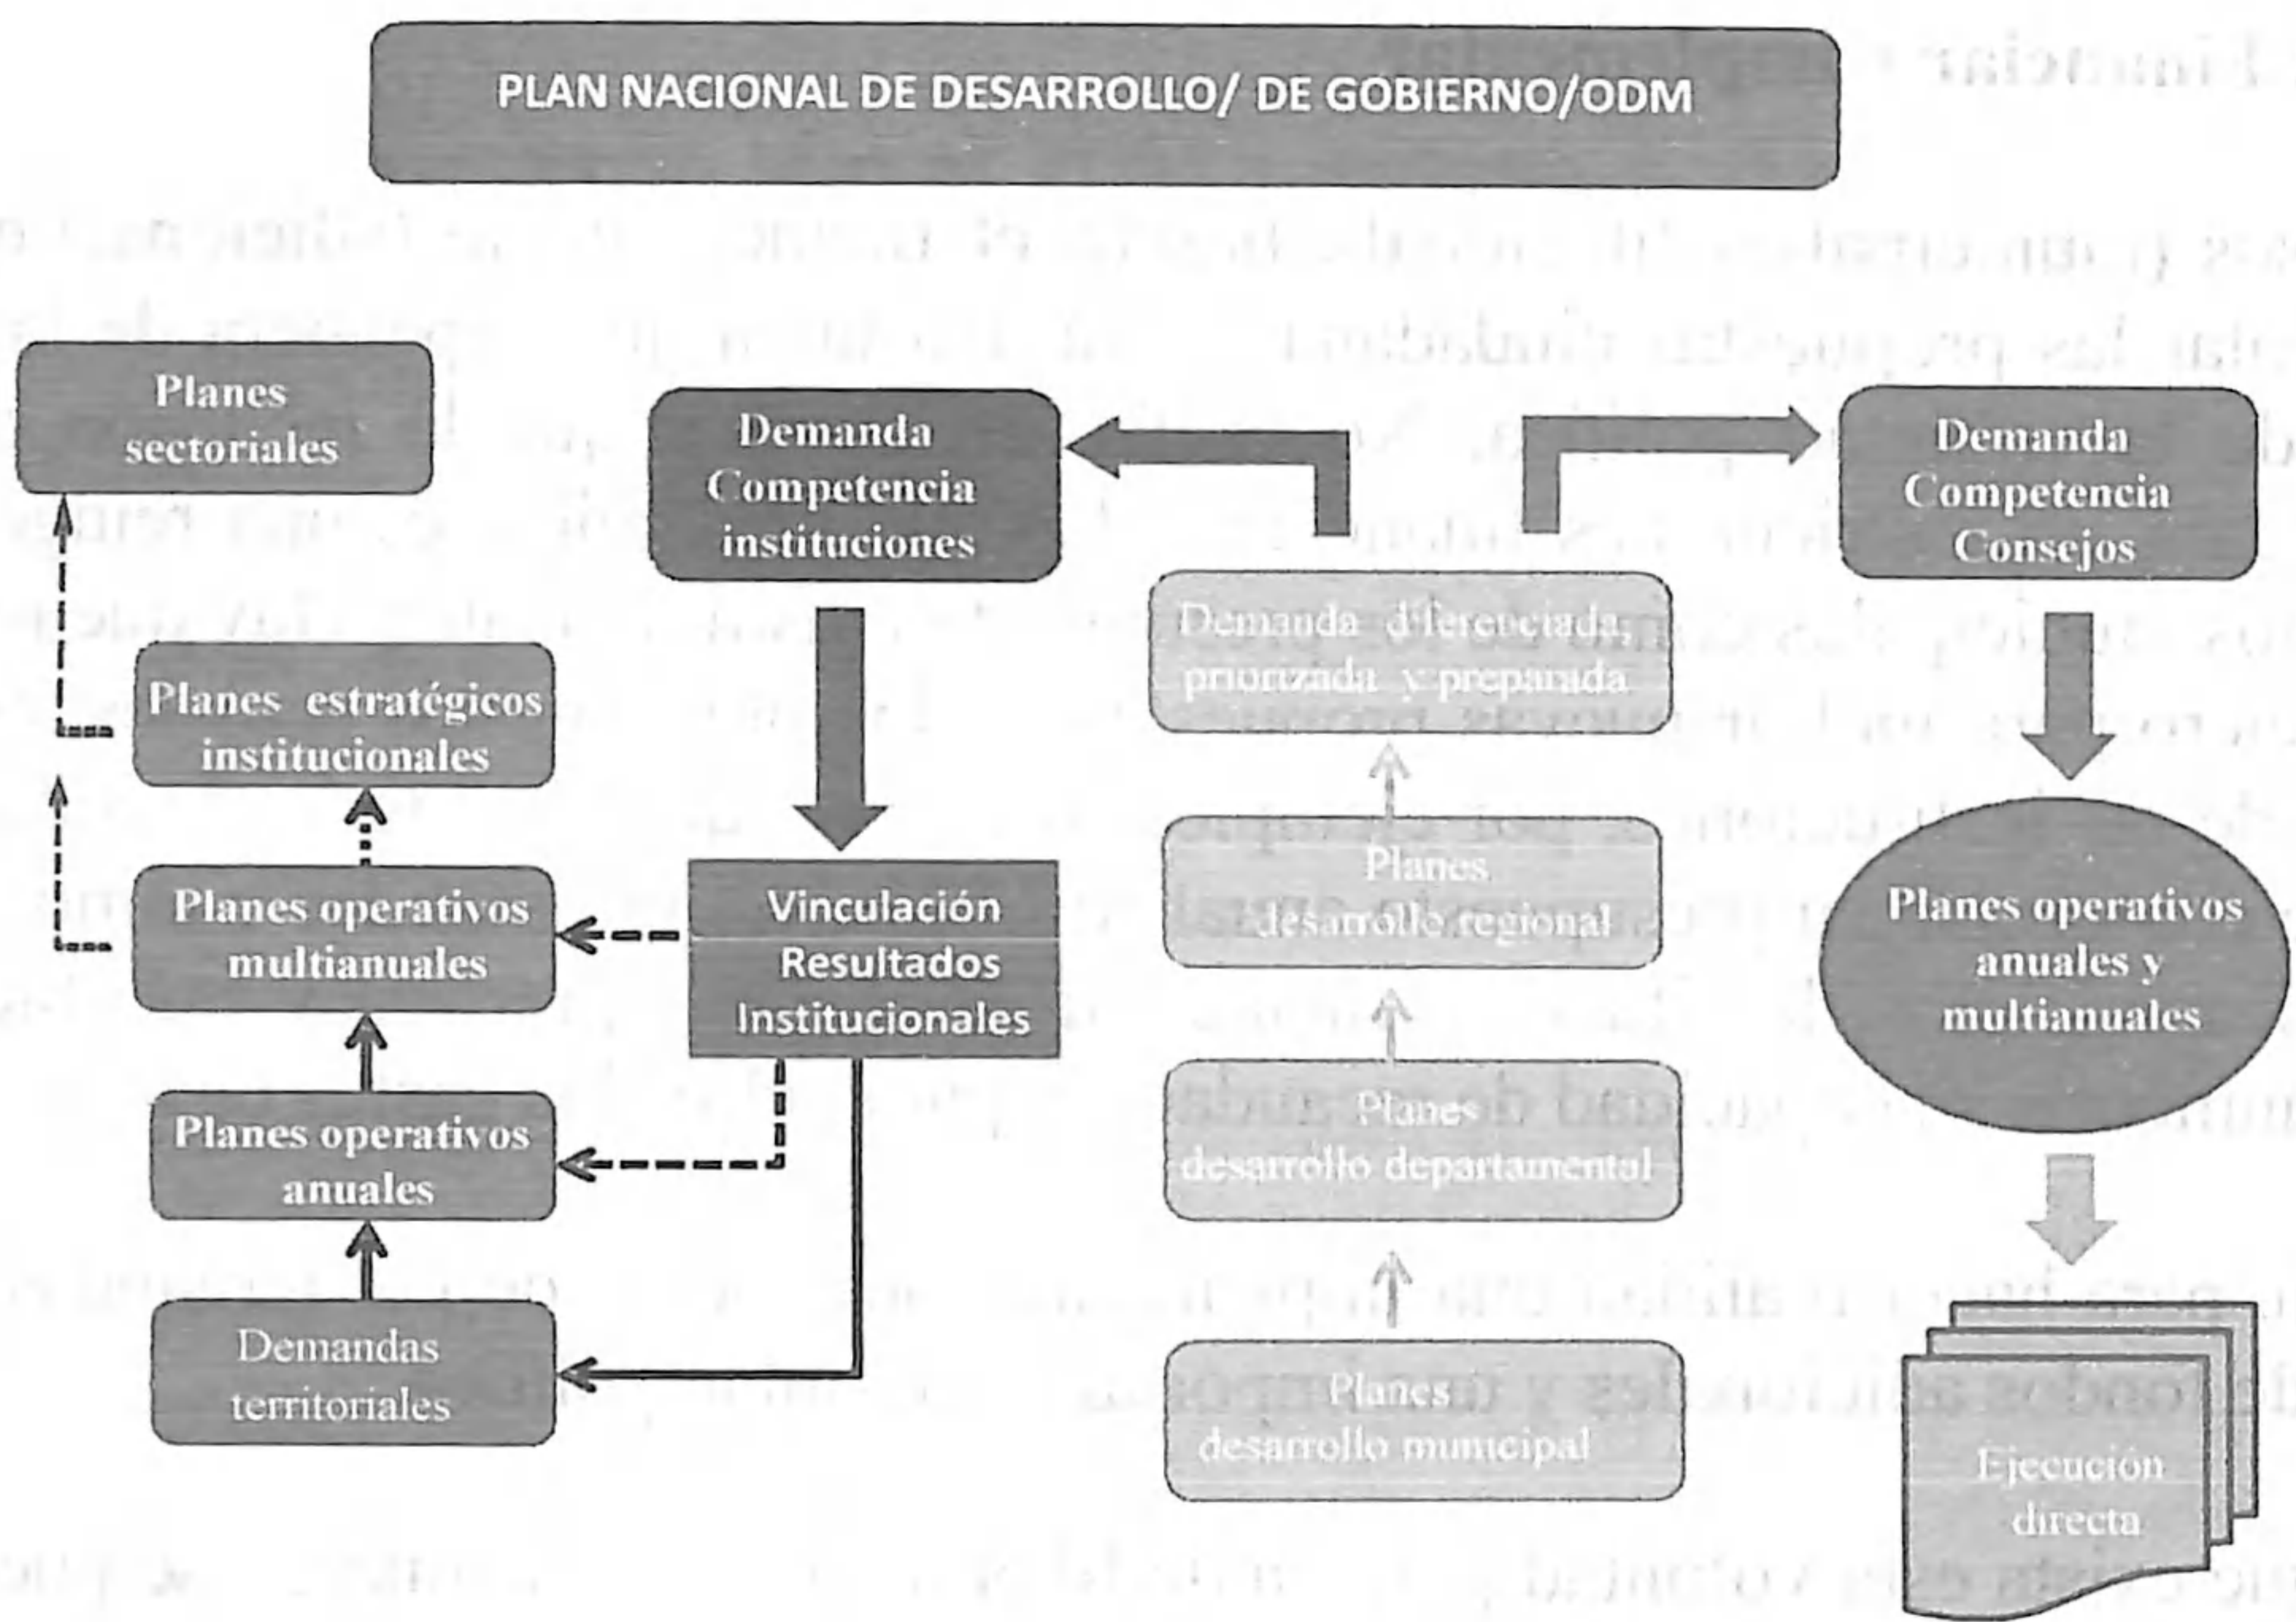 PLAN NACIONAL DE DESARROLLO/ DE GOBIERNO/ODM
Planes
sectoriales
Demanda
Competencia
instituciones
Demanda
Competencia
Consejos
Demanda diferenciada,
priorizada y preparada
Planes estratégicos
institucionales
Planes
desarrollo regional
Planes operativos
multianuales
Vinculación
Resultados
Institucionales
Planes operativos
anuales y
multianuales
Planes
desarrollo departamental
Planes operativos
anuales
Demandas
territoriales
Planes
desarrollo municipal
Ejecución
directa